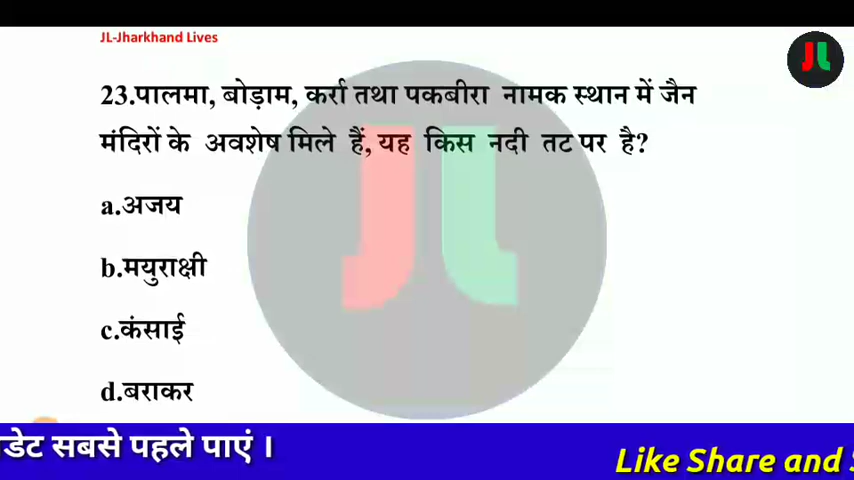 JL-Jharkhand Lives
JL
23.पालमा, बोड़ाम, कर्रा तथा पकबीरा नामक स्थान में जैन
मंदिरों के अवशेष मिले हैं, यह किस नदी तट पर है?
a.अजय
b.मयुराक्षी
c.कंसाई
d.बराकर
डेट सबसे पहले पाएं ।
Like Share and S